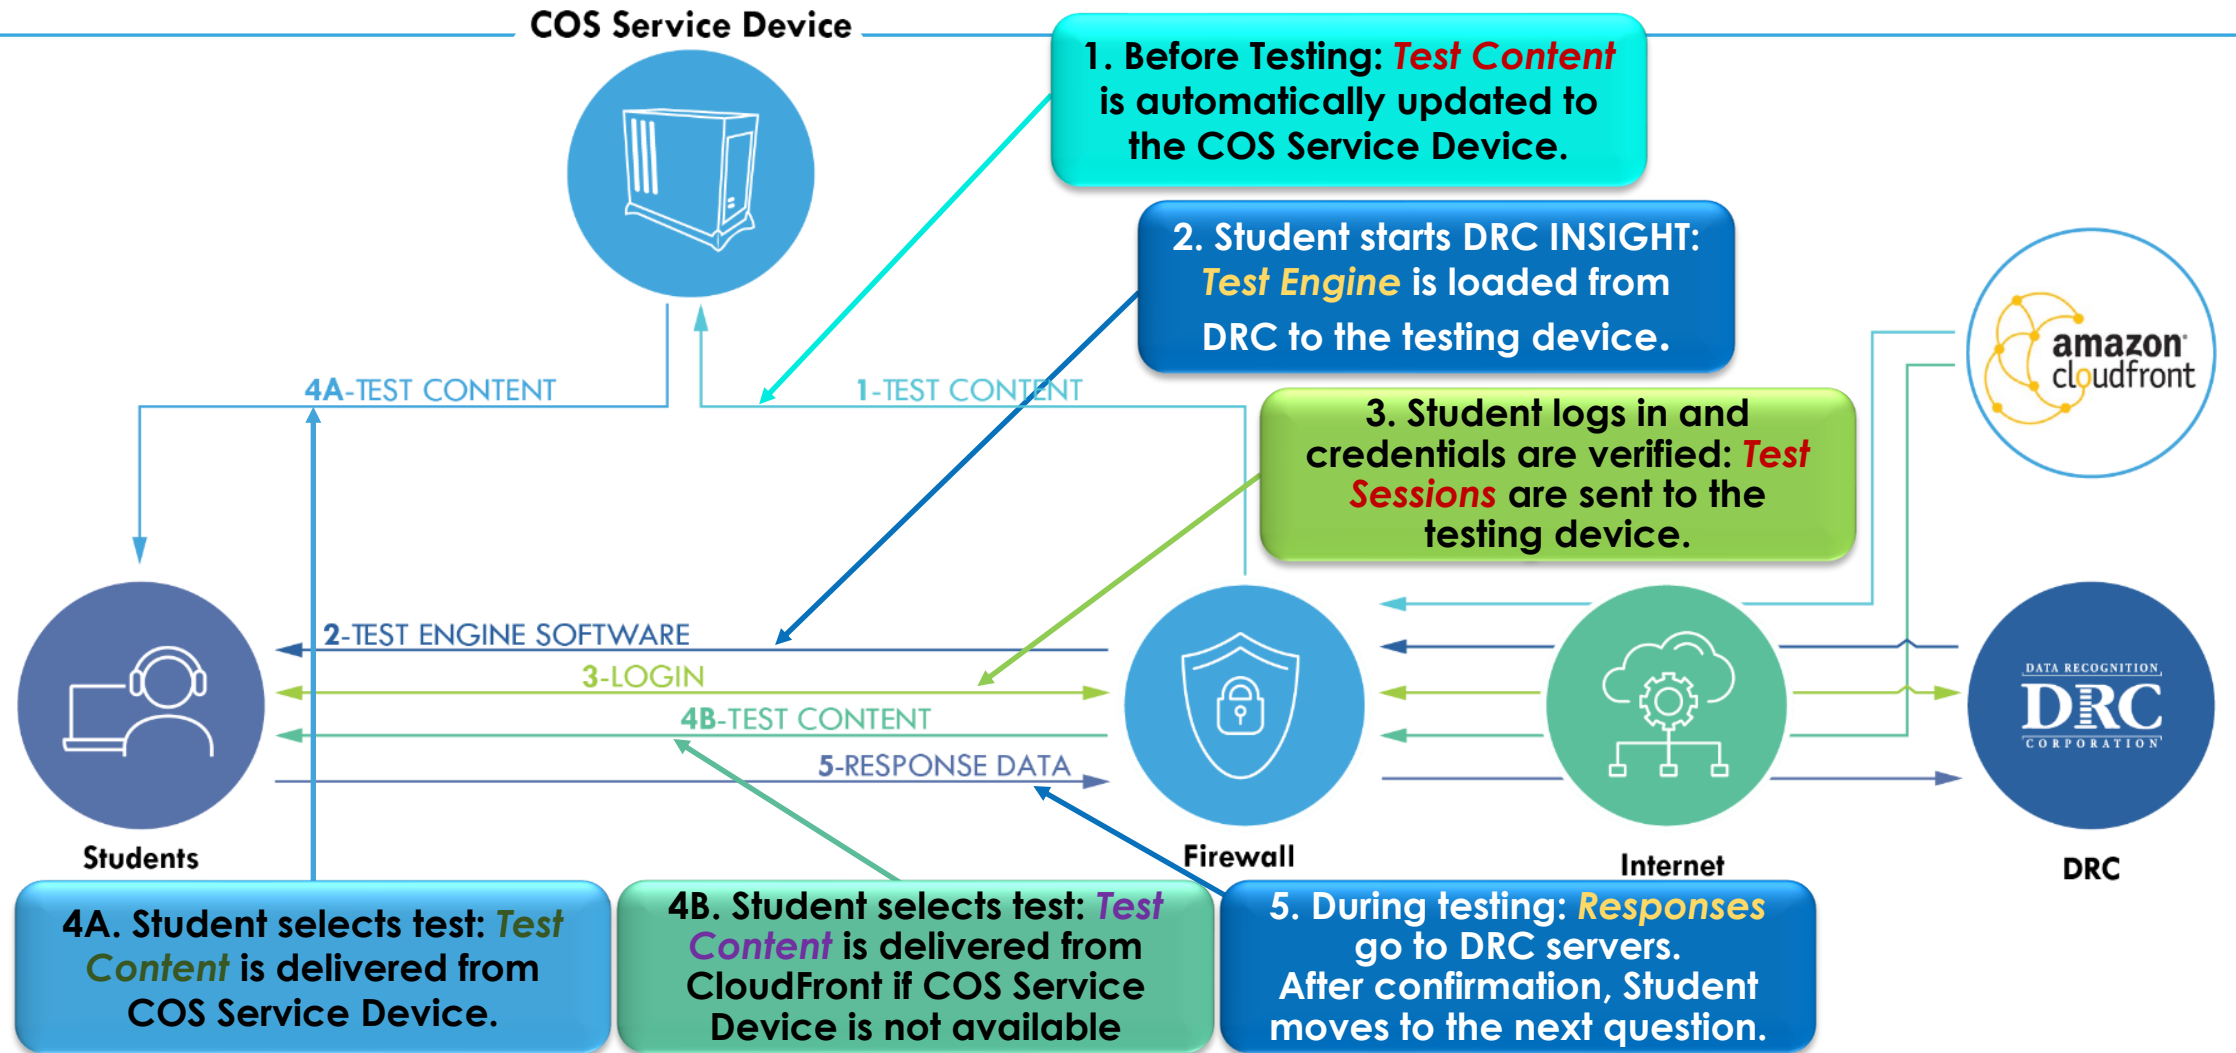 COS Service Device
1. Before Testing: Test Content
is automatically updated to
the COS Service Device.
2. Student starts DRC INSIGHT:
Test Engine is loaded from
DRC to the testing device.
amazon
cloudfront
4A-TEST CONTENT
1-TEST CONTENT
3. Student logs in and
credentials are verified: Test
Sessions are sent to the
testing device.
2-TEST ENGINE SOFTWARE
3-LOGIN
4B-TEST CONTENT
5-RESPONSE DATA
DATA RECOGNITION
DRC
CORPORATION
Students
Firewall
Internet
DRC
4A. Student selects test: Test
Content is delivered from
COS Service Device.
4B. Student selects test: Test
Content is delivered from
CloudFront if COS Service
Device is not available
5. During testing: Responses
go to DRC servers.
After confirmation, Student
moves to the next question.